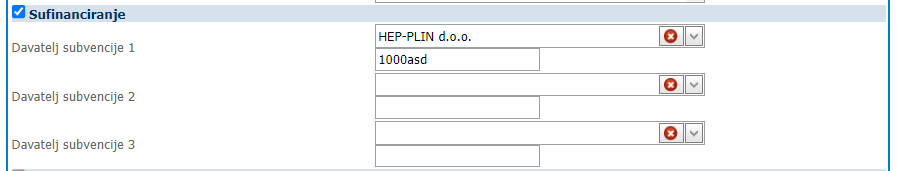 Sufinanciranje
Davatelj subvencije 1
HEP-PLIN d.o.o.
1000asd
Davatelj subvencije 2
Davatelj subvencije 3